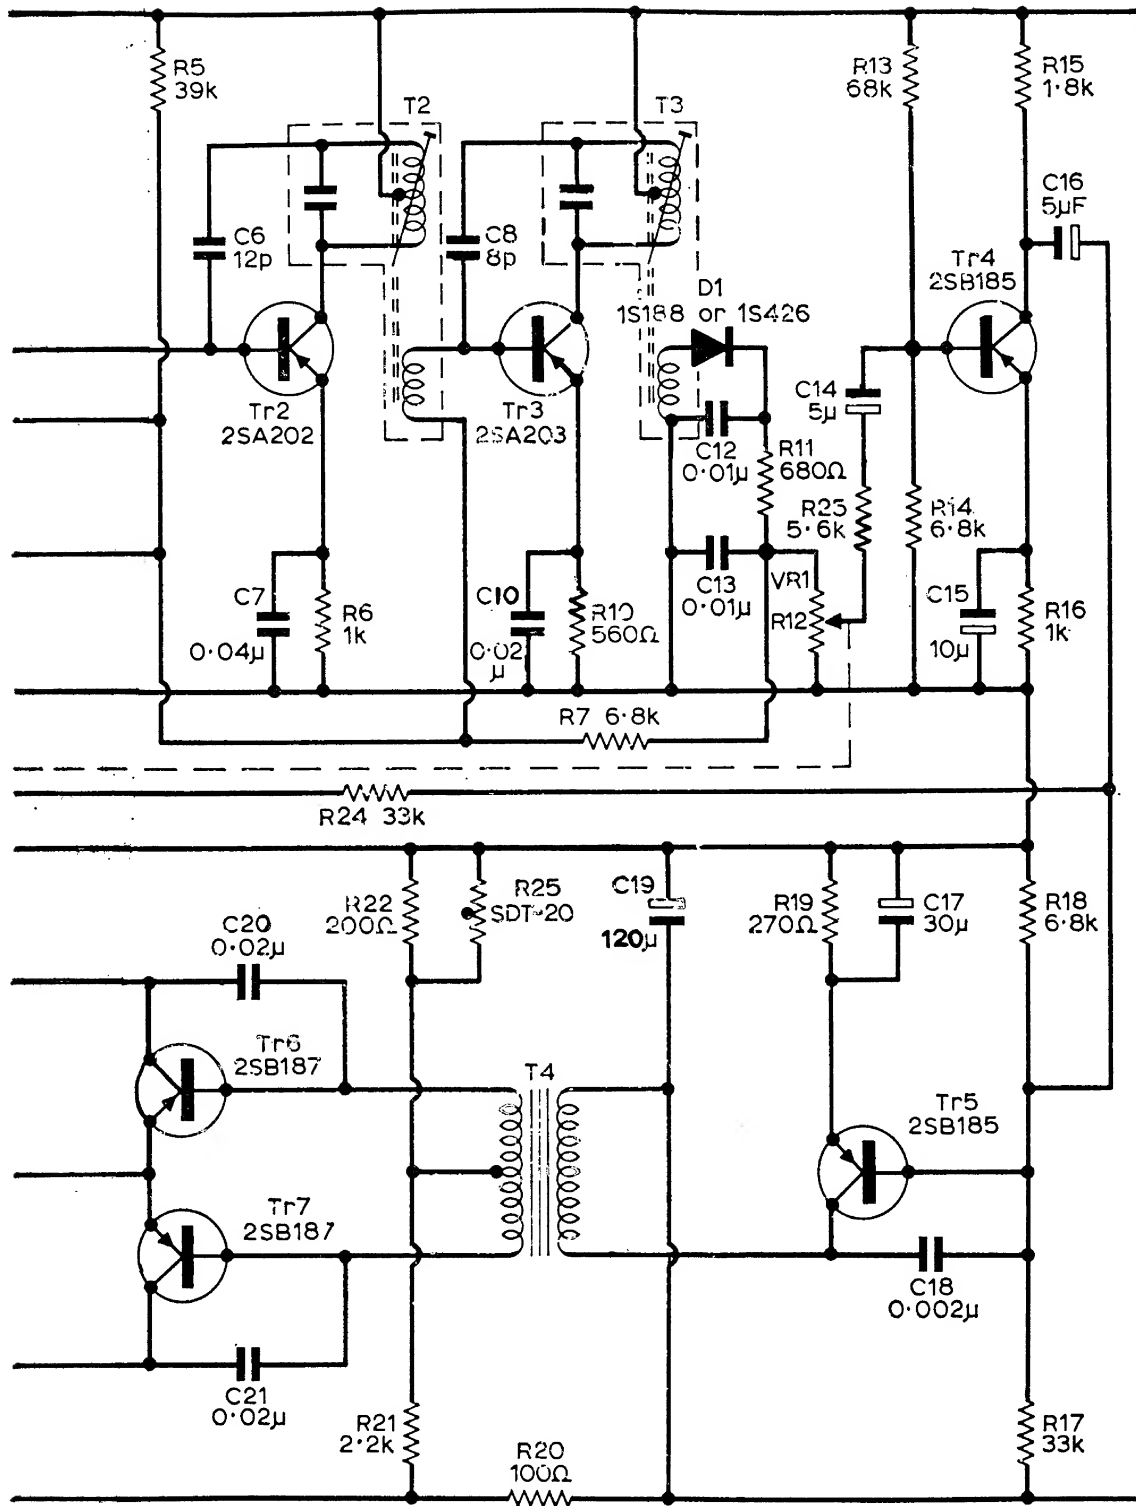 R5
39k
R13
68k
R15
1·8k
T2
T3
C16
5µF
C6
12p
C8
8p
Tr4
2SB185
D1
1S188 or 1S426
C14
5µ
Tr2
2SA202
Tr3
2SA203
C12
0·01µ
R11
680Ω
R23
5·6k
R14
6·8k
C7
0·04µ
R6
1k
C10
0·02
µ
R10
560Ω
C13
0·01µ
VR1
R12
C15
10µ
R16
1k
R7 6·8k
R24 33k
R22
200Ω
R25
SDT-20
C19
120µ
R19
270Ω
C17
30µ
R18
6·8k
C20
0·02µ
Tr6
2SB187
T4
Tr5
2SB185
Tr7
2SB187
C18
0·002µ
C21
0·02µ
R21
2·2k
R20
100Ω
R17
33k